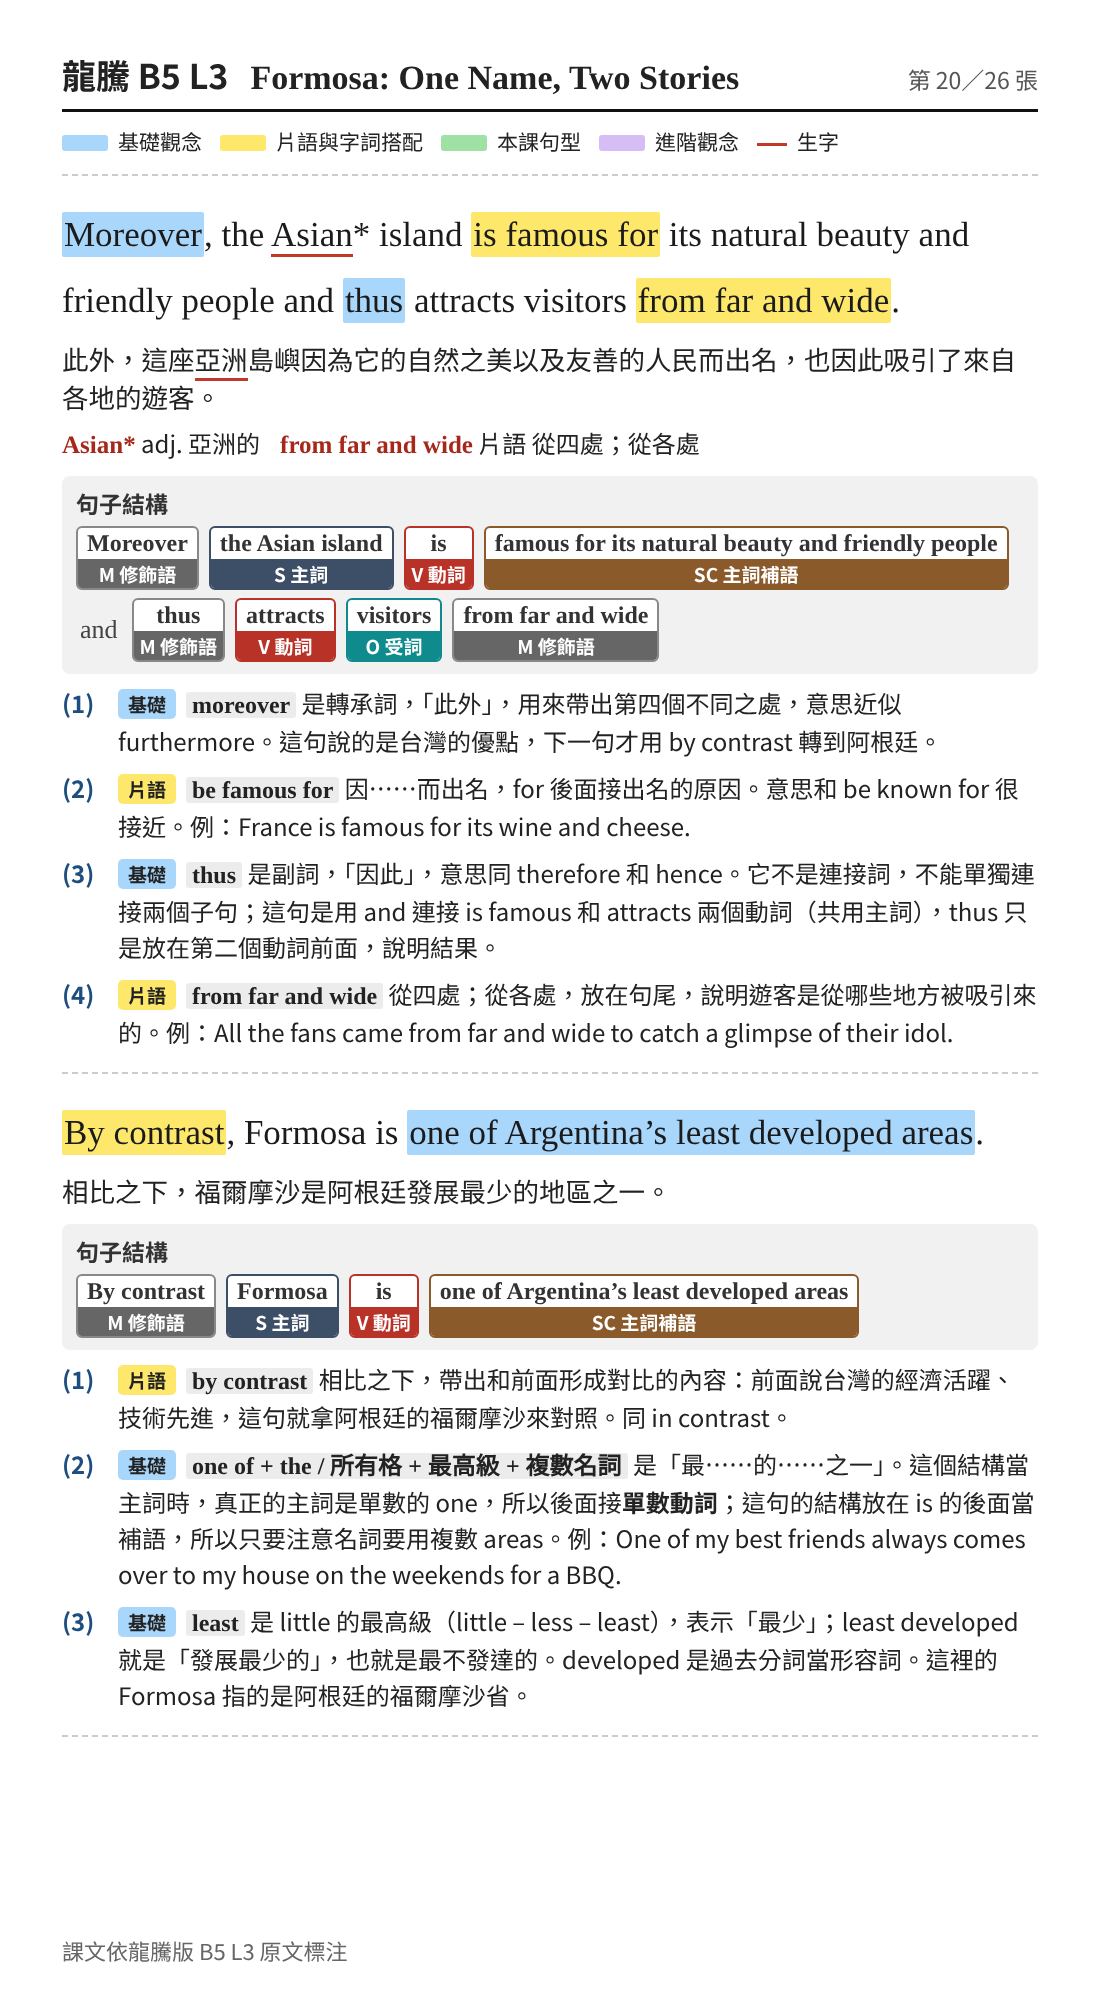 龍騰 B5 L3 Formosa: One Name, Two Stories 第 20／26 張
基礎觀念 片語與字詞搭配 本課句型 進階觀念 生字
Moreover, the Asian* island is famous for its natural beauty and
friendly people and thus attracts visitors from far and wide.
此外，這座亞洲島嶼因為它的自然之美以及友善的人民而出名，也因此吸引了來自
各地的遊客。
Asian* adj. 亞洲的 from far and wide 片語 從四處；從各處
句子結構
Moreover the Asian island is famous for its natural beauty and friendly people
M 修飾語 S 主詞 V 動詞 SC 主詞補語
and thus attracts visitors from far and wide
M 修飾語 V 動詞 O 受詞 M 修飾語
(1) 基礎 moreover 是轉承詞，「此外」，用來帶出第四個不同之處，意思近似
furthermore。這句說的是台灣的優點，下一句才用 by contrast 轉到阿根廷。
(2) 片語 be famous for 因……而出名，for 後面接出名的原因。意思和 be known for 很
接近。例：France is famous for its wine and cheese.
(3) 基礎 thus 是副詞，「因此」，意思同 therefore 和 hence。它不是連接詞，不能單獨連
接兩個子句；這句是用 and 連接 is famous 和 attracts 兩個動詞（共用主詞），thus 只
是放在第二個動詞前面，說明結果。
(4) 片語 from far and wide 從四處；從各處，放在句尾，說明遊客是從哪些地方被吸引來
的。例：All the fans came from far and wide to catch a glimpse of their idol.
By contrast, Formosa is one of Argentina’s least developed areas.
相比之下，福爾摩沙是阿根廷發展最少的地區之一。
句子結構
By contrast Formosa is one of Argentina’s least developed areas
M 修飾語 S 主詞 V 動詞 SC 主詞補語
(1) 片語 by contrast 相比之下，帶出和前面形成對比的內容：前面說台灣的經濟活躍、
技術先進，這句就拿阿根廷的福爾摩沙來對照。同 in contrast。
(2) 基礎 one of + the / 所有格 + 最高級 + 複數名詞 是「最……的……之一」。這個結構當
主詞時，真正的主詞是單數的 one，所以後面接單數動詞；這句的結構放在 is 的後面當
補語，所以只要注意名詞要用複數 areas。例：One of my best friends always comes
over to my house on the weekends for a BBQ.
(3) 基礎 least 是 little 的最高級（little – less – least），表示「最少」；least developed
就是「發展最少的」，也就是最不發達的。developed 是過去分詞當形容詞。這裡的
Formosa 指的是阿根廷的福爾摩沙省。
課文依龍騰版 B5 L3 原文標注